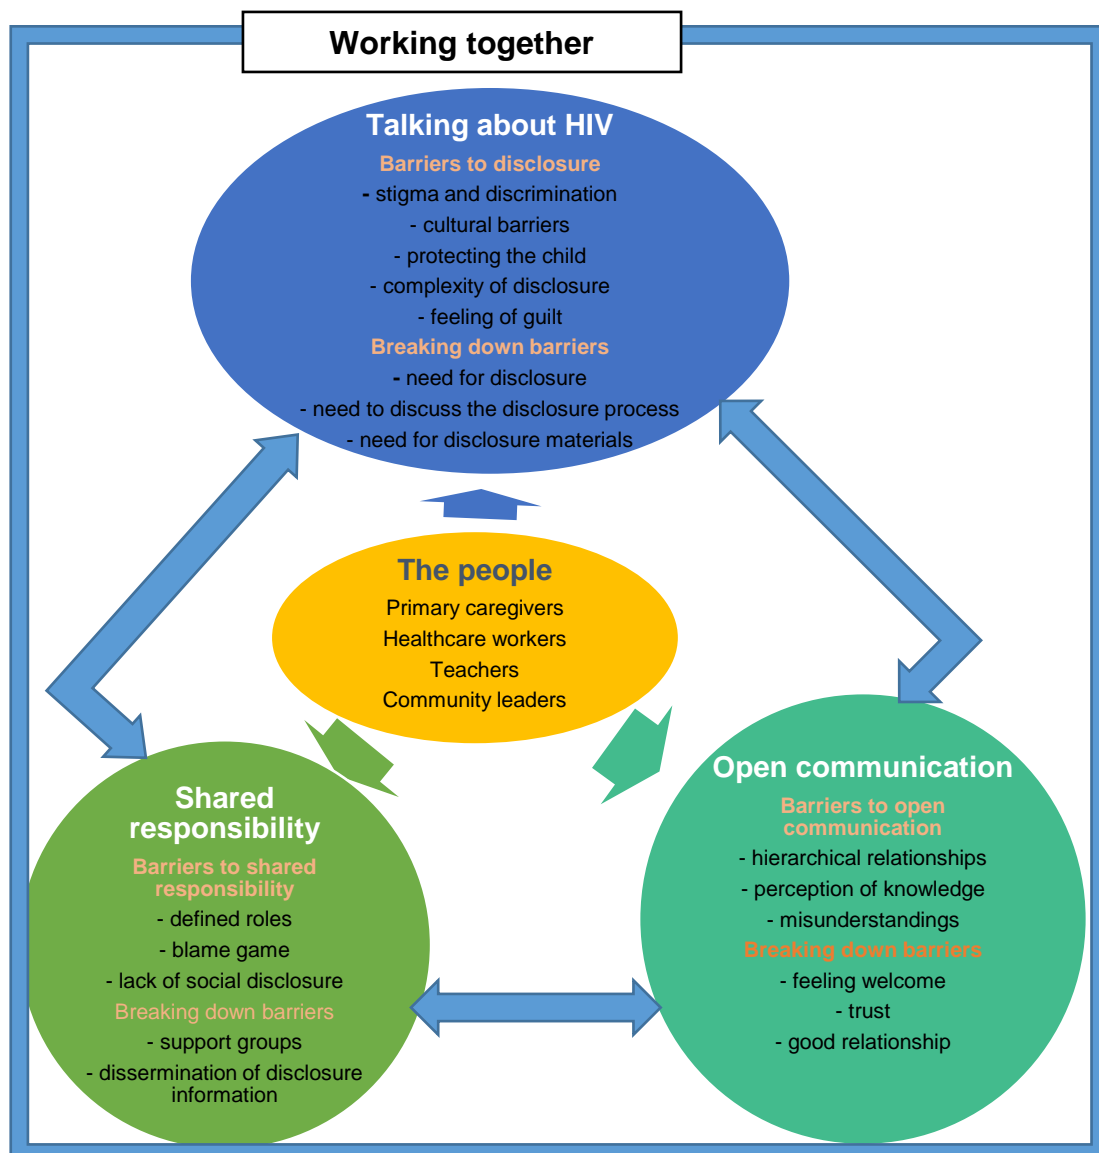 Working together
Talking about HIV
Barriers to disclosure
- stigma and discrimination
- cultural barriers
- protecting the child
- complexity of disclosure
- feeling of guilt
Breaking down barriers
- need for disclosure
- need to discuss the disclosure process
- need for disclosure materials
The people
Primary caregivers
Healthcare workers
Teachers
Community leaders
Shared
responsibility
Barriers to shared
responsibility
- defined roles
- blame game
- lack of social disclosure
Breaking down barriers
- support groups
- dissermination of disclosure
information
Open communication
Barriers to open
communication
- hierarchical relationships
- perception of knowledge
- misunderstandings
Breaking down barriers
- feeling welcome
- trust
- good relationship